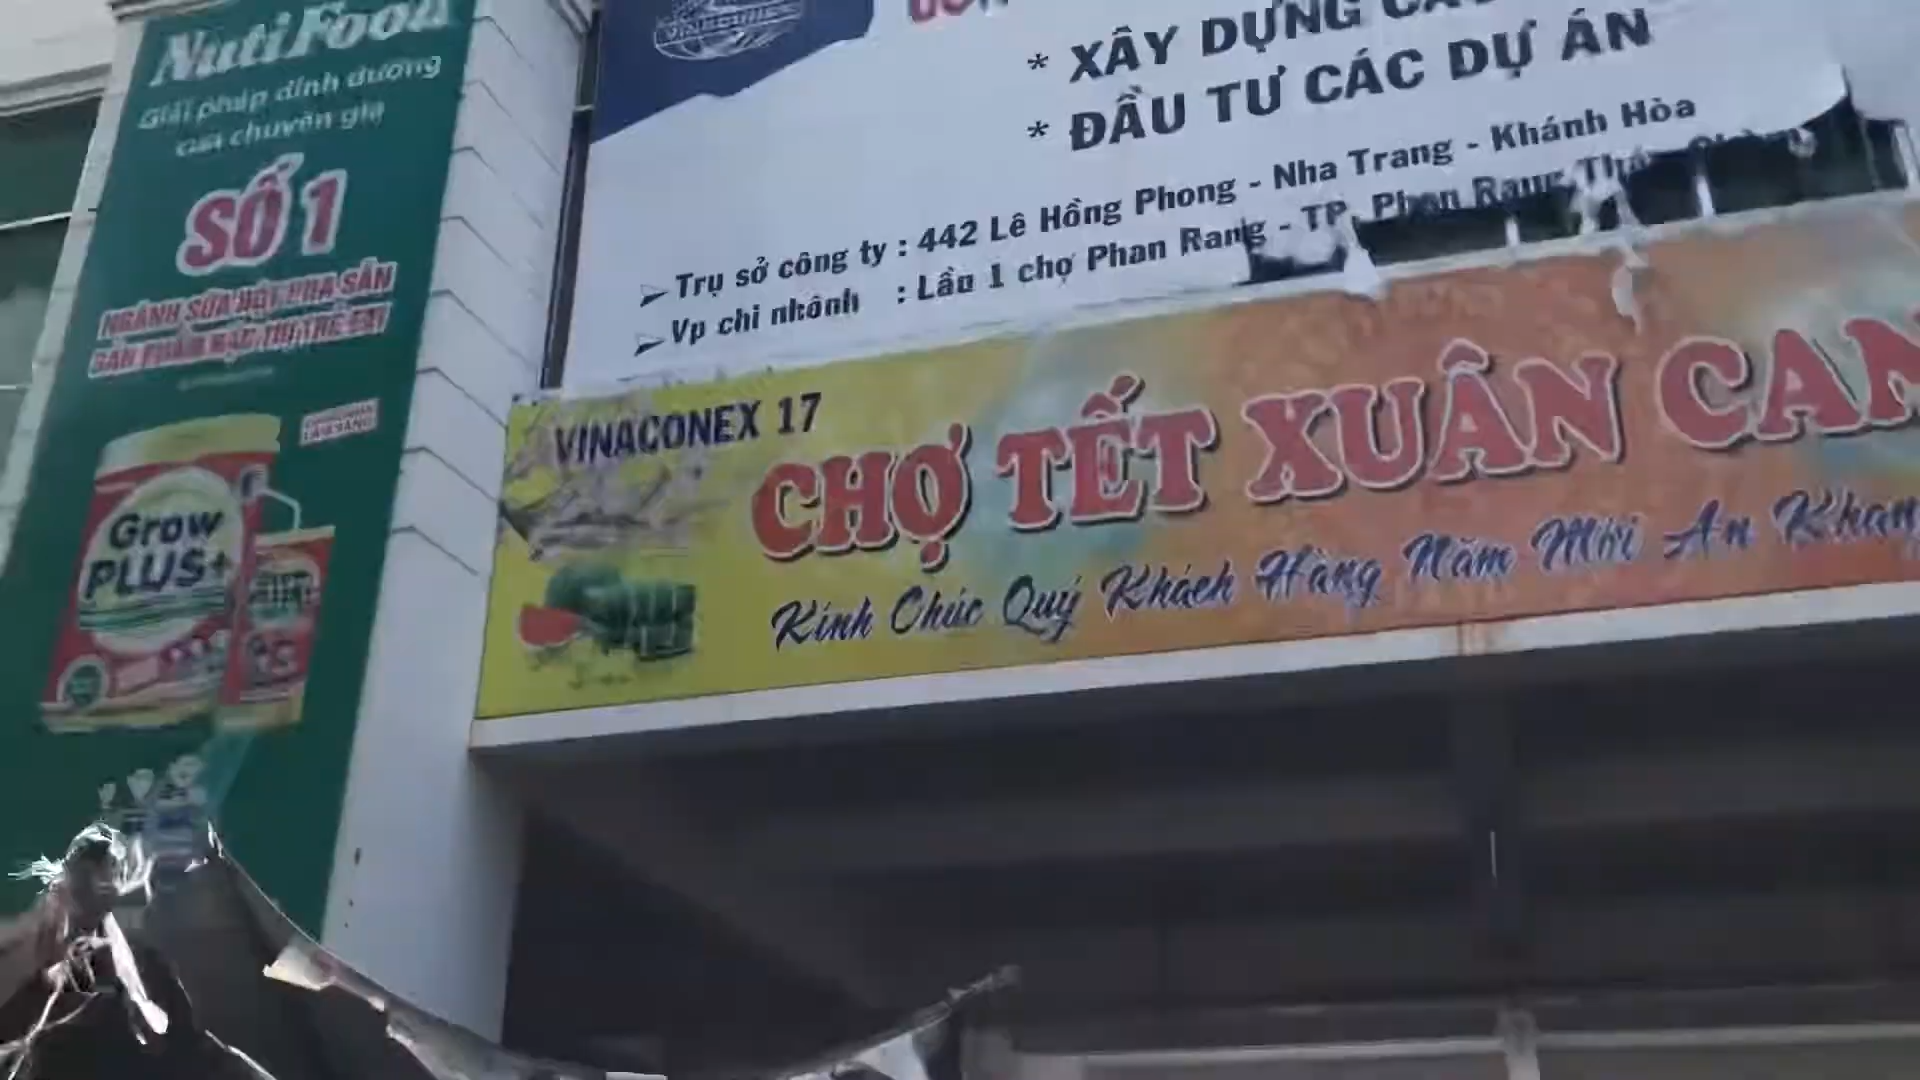 NutiFood
Giải pháp dinh dưỡng
của chuyên gia
SỐ 1
Grow
PLUS+
* XÂY DỰNG
* ĐẦU TƯ CÁC DỰ ÁN
Trụ sở công ty : 442 Lê Hồng Phong - Nha Trang - Khánh Hòa
Vp chi nhánh : Lầu 1 chợ Phan Rang - TP. Phan Rang
VINACONEX 17
CHỢ TẾT XUÂN CAN
Kính Chúc Quý Khách Hàng Năm Mới An Khang